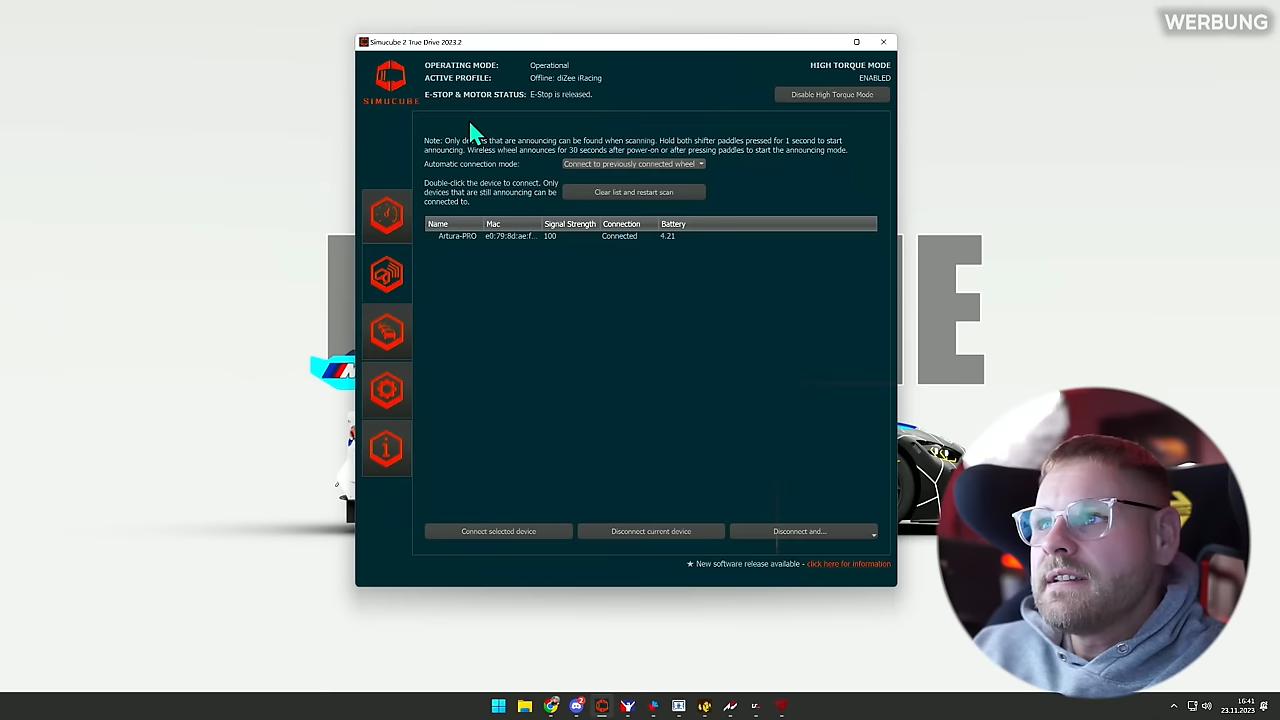 WERBUNG
Simucube 2 True Drive 2023.2
OPERATING MODE: Operational
HIGH TORQUE MODE
ACTIVE PROFILE: Offline: diZee iRacing
ENABLED
SIMUCUBE
E-STOP & MOTOR STATUS: E-Stop is released.
Disable High Torque Mode
Note: Only that are announcing can be found when scanning. Hold both shifter paddles pressed for 1 second to start
announcing. Wireless wheel announces for 30 seconds after power-on or after pressing paddles to start the announcing mode.
Automatic connection mode: Connect to previously connected wheel
Double-click the device to connect. Only
devices that are still announcing can be
connected to.
Clear list and restart scan
Name Mac Signal Strength Connection Battery
Artura-PRO e0:79:8d:ae:f... 100 Connected 4.21
Connect selected device Disconnect current device Disconnect and...
★ New software release available - click here for information
16:41
23.11.2023